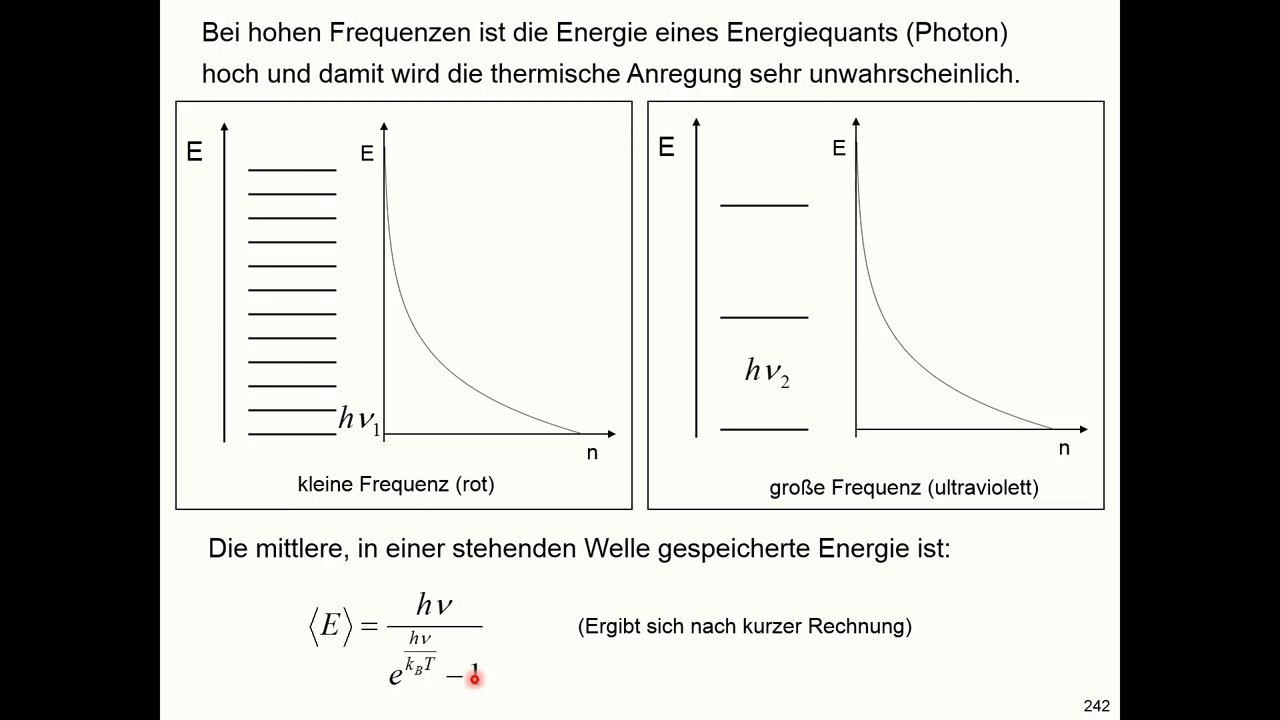 Bei hohen Frequenzen ist die Energie eines Energiequants (Photon)
hoch und damit wird die thermische Anregung sehr unwahrscheinlich.
E
E
hν₁
n
kleine Frequenz (rot)
E
E
hν₂
n
große Frequenz (ultraviolett)
Die mittlere, in einer stehenden Welle gespeicherte Energie ist:
⟨E⟩ = hν / (e^(hν / k_B T) − 1)
(Ergibt sich nach kurzer Rechnung)
242